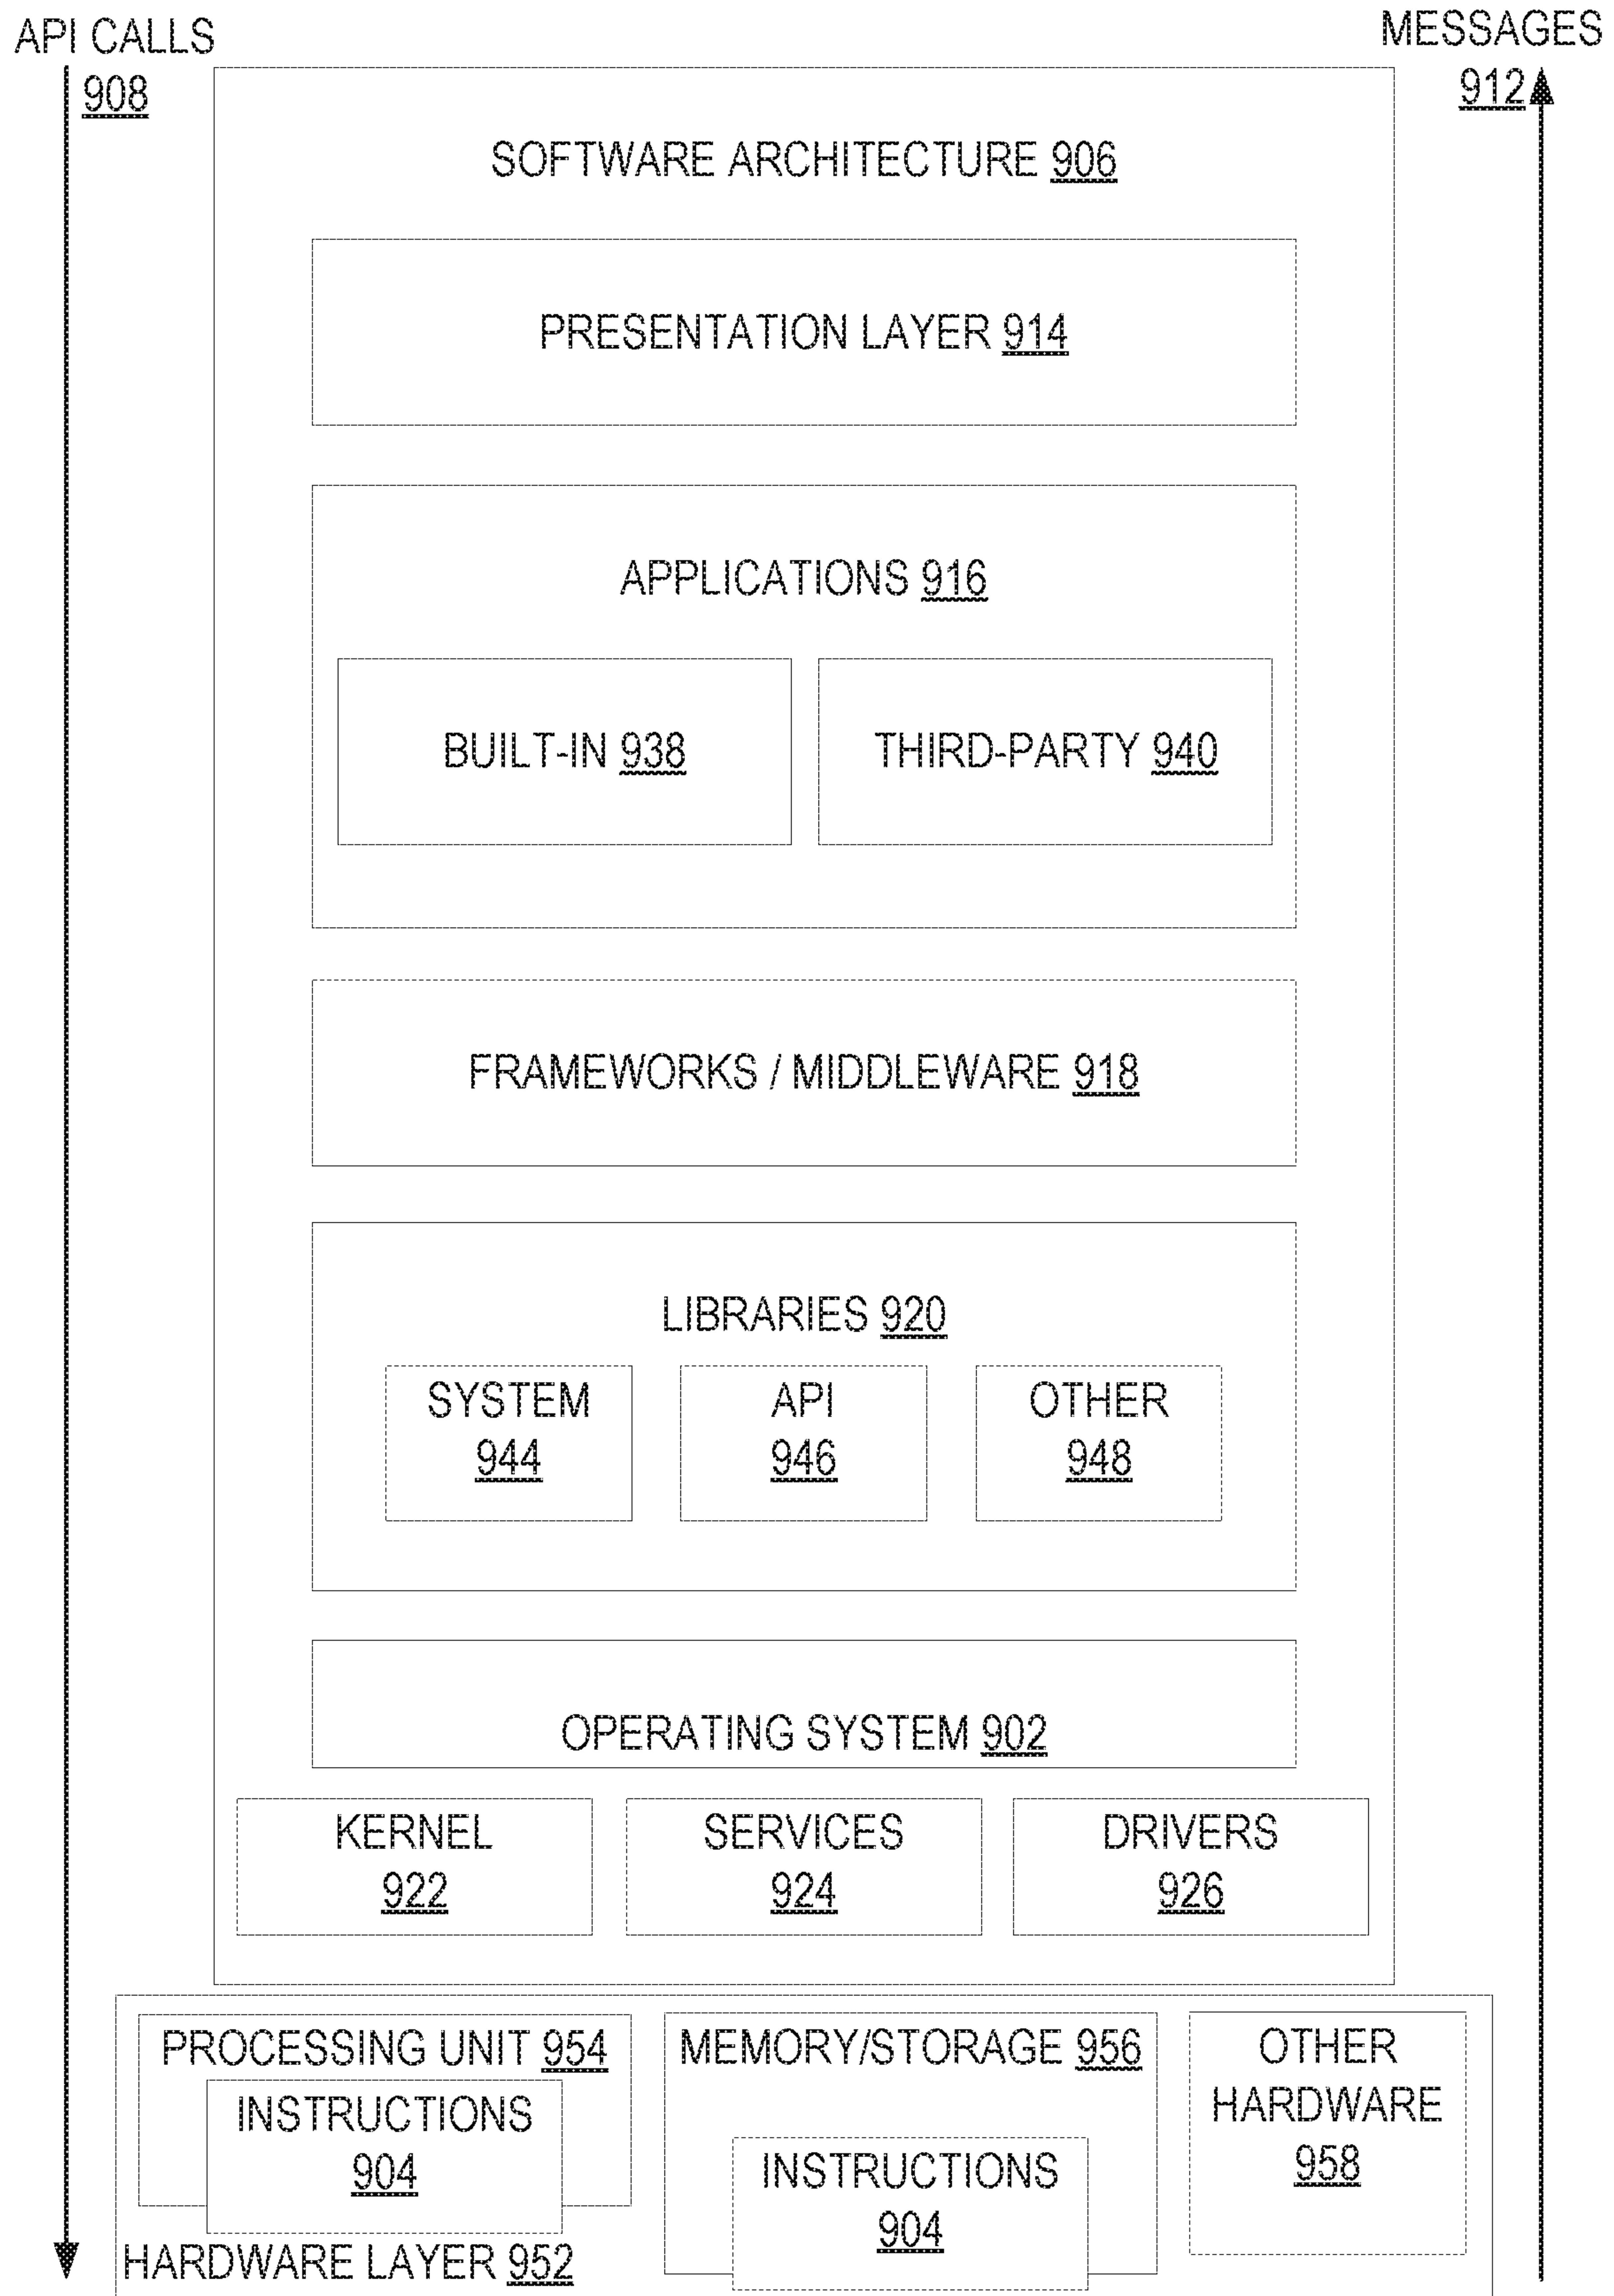 API CALLS
908
MESSAGES
912
SOFTWARE ARCHITECTURE 906
PRESENTATION LAYER 914
APPLICATIONS 916
BUILT-IN 938
THIRD-PARTY 940
FRAMEWORKS / MIDDLEWARE 918
LIBRARIES 920
SYSTEM
944
API
946
OTHER
948
OPERATING SYSTEM 902
KERNEL
922
SERVICES
924
DRIVERS
926
PROCESSING UNIT 954
INSTRUCTIONS
904
MEMORY/STORAGE 956
INSTRUCTIONS
904
OTHER
HARDWARE
958
HARDWARE LAYER 952